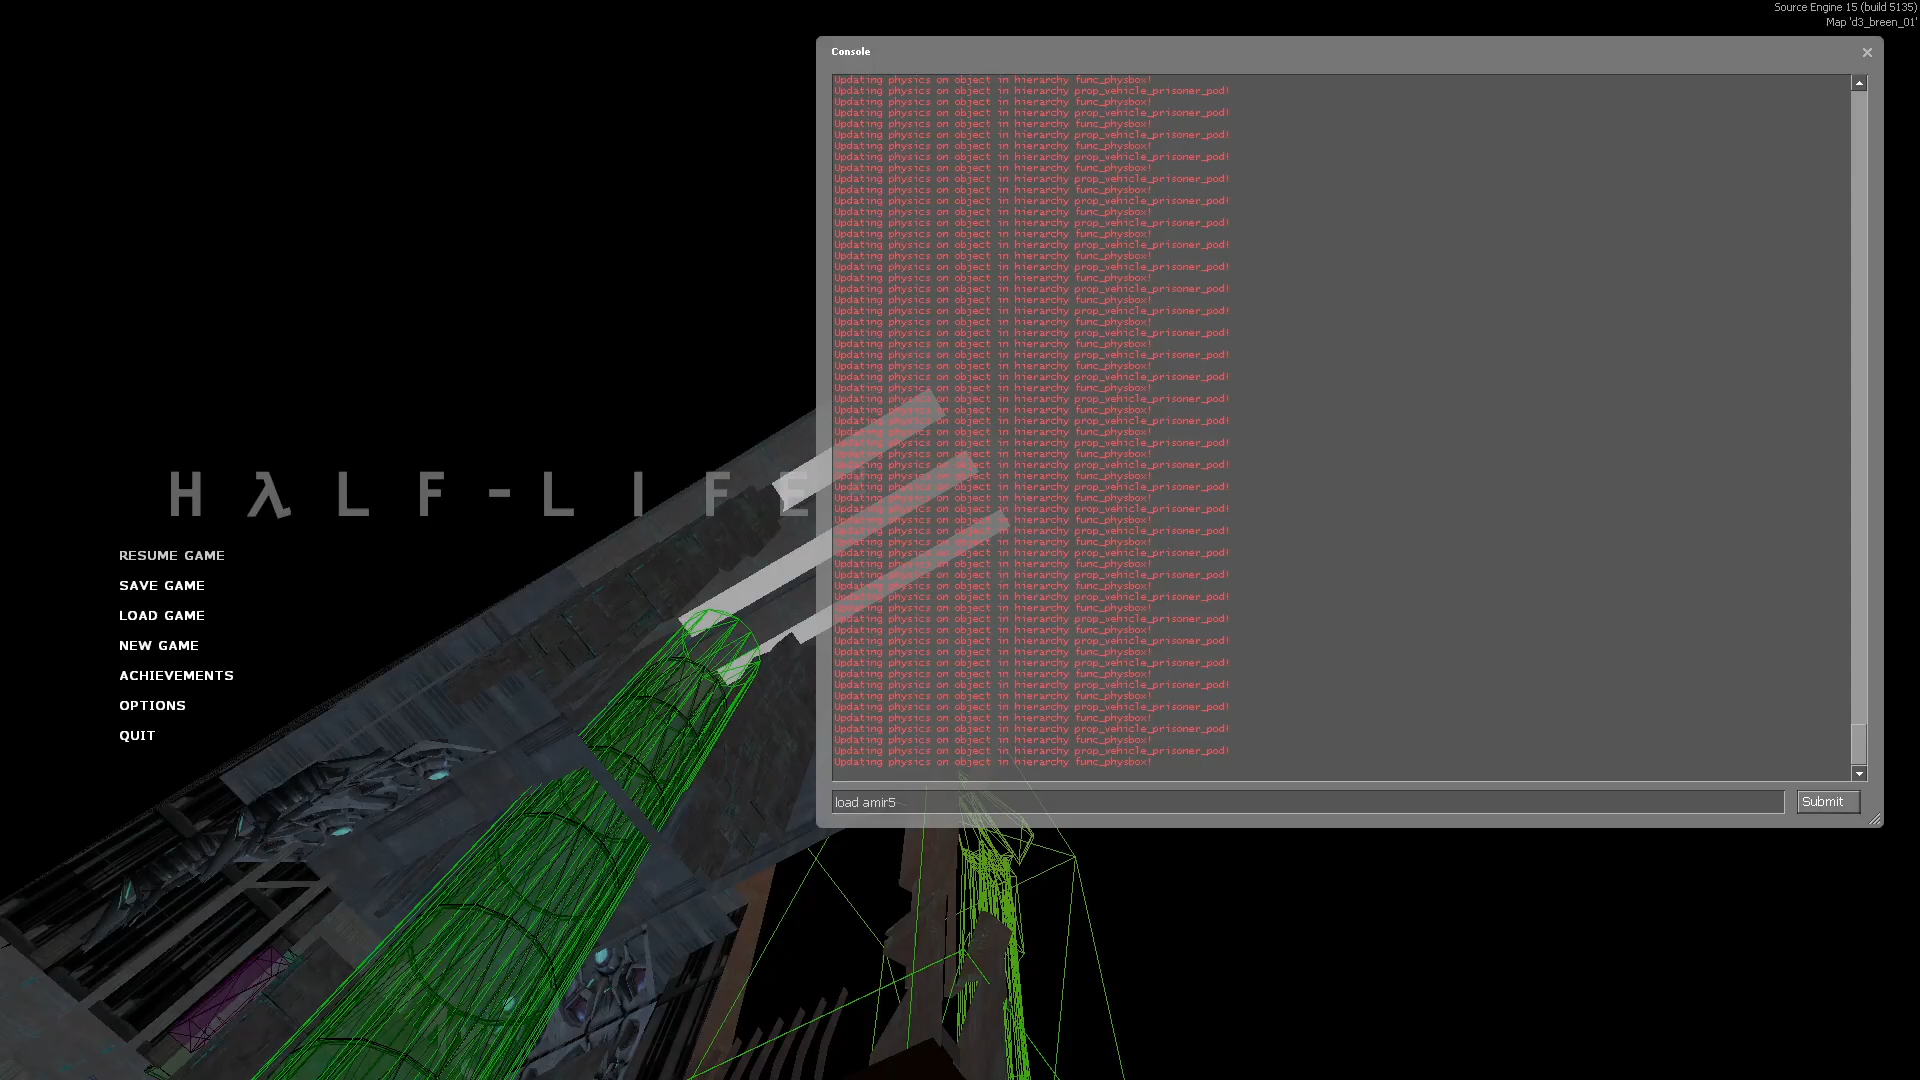 Source Engine 15 (build 5135)
Map 'd3_breen_01'
Console
Updating physics on object in hierarchy func_physbox!
Updating physics on object in hierarchy prop_vehicle_prisoner_pod!
Updating physics on object in hierarchy func_physbox!
Updating physics on object in hierarchy prop_vehicle_prisoner_pod!
Updating physics on object in hierarchy func_physbox!
Updating physics on object in hierarchy prop_vehicle_prisoner_pod!
Updating physics on object in hierarchy func_physbox!
Updating physics on object in hierarchy prop_vehicle_prisoner_pod!
Updating physics on object in hierarchy func_physbox!
Updating physics on object in hierarchy prop_vehicle_prisoner_pod!
Updating physics on object in hierarchy func_physbox!
Updating physics on object in hierarchy prop_vehicle_prisoner_pod!
Updating physics on object in hierarchy func_physbox!
Updating physics on object in hierarchy prop_vehicle_prisoner_pod!
Updating physics on object in hierarchy func_physbox!
Updating physics on object in hierarchy prop_vehicle_prisoner_pod!
Updating physics on object in hierarchy func_physbox!
Updating physics on object in hierarchy prop_vehicle_prisoner_pod!
Updating physics on object in hierarchy func_physbox!
Updating physics on object in hierarchy prop_vehicle_prisoner_pod!
Updating physics on object in hierarchy func_physbox!
Updating physics on object in hierarchy prop_vehicle_prisoner_pod!
Updating physics on object in hierarchy func_physbox!
Updating physics on object in hierarchy prop_vehicle_prisoner_pod!
Updating physics on object in hierarchy func_physbox!
Updating physics on object in hierarchy prop_vehicle_prisoner_pod!
Updating physics on object in hierarchy func_physbox!
Updating physics on object in hierarchy prop_vehicle_prisoner_pod!
Updating physics on object in hierarchy func_physbox!
Updating physics on object in hierarchy prop_vehicle_prisoner_pod!
Updating physics on object in hierarchy func_physbox!
Updating physics on object in hierarchy prop_vehicle_prisoner_pod!
Updating physics on object in hierarchy func_physbox!
Updating physics on object in hierarchy prop_vehicle_prisoner_pod!
Updating physics on object in hierarchy func_physbox!
Updating physics on object in hierarchy prop_vehicle_prisoner_pod!
Updating physics on object in hierarchy func_physbox!
Updating physics on object in hierarchy prop_vehicle_prisoner_pod!
Updating physics on object in hierarchy func_physbox!
Updating physics on object in hierarchy prop_vehicle_prisoner_pod!
Updating physics on object in hierarchy func_physbox!
Updating physics on object in hierarchy prop_vehicle_prisoner_pod!
Updating physics on object in hierarchy func_physbox!
Updating physics on object in hierarchy prop_vehicle_prisoner_pod!
Updating physics on object in hierarchy func_physbox!
Updating physics on object in hierarchy prop_vehicle_prisoner_pod!
Updating physics on object in hierarchy func_physbox!
Updating physics on object in hierarchy prop_vehicle_prisoner_pod!
Updating physics on object in hierarchy func_physbox!
Updating physics on object in hierarchy prop_vehicle_prisoner_pod!
Updating physics on object in hierarchy func_physbox!
Updating physics on object in hierarchy prop_vehicle_prisoner_pod!
Updating physics on object in hierarchy func_physbox!
Updating physics on object in hierarchy prop_vehicle_prisoner_pod!
Updating physics on object in hierarchy func_physbox!
Updating physics on object in hierarchy prop_vehicle_prisoner_pod!
Updating physics on object in hierarchy func_physbox!
Updating physics on object in hierarchy prop_vehicle_prisoner_pod!
Updating physics on object in hierarchy func_physbox!
Updating physics on object in hierarchy prop_vehicle_prisoner_pod!
Updating physics on object in hierarchy func_physbox!
Updating physics on object in hierarchy prop_vehicle_prisoner_pod!
Updating physics on object in hierarchy func_physbox!
Updating physics on object in hierarchy prop_vehicle_prisoner_pod!
Updating physics on object in hierarchy func_physbox!
load amir5
Submit
HλLF-LIFE
RESUME GAME
SAVE GAME
LOAD GAME
NEW GAME
ACHIEVEMENTS
OPTIONS
QUIT